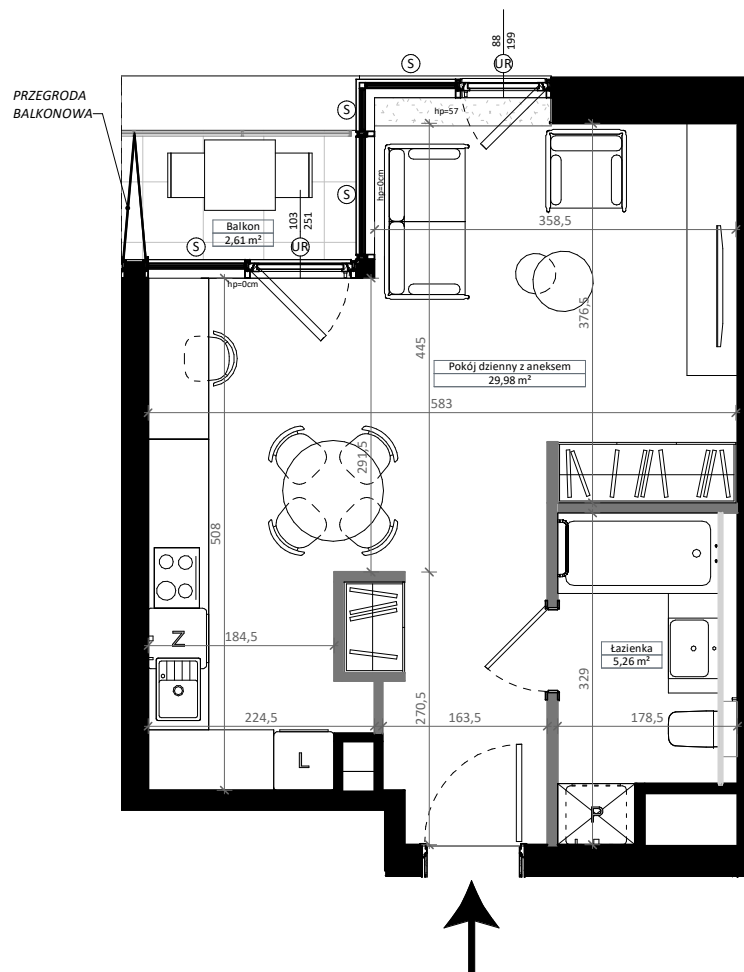 88
199
S
UR
PRZEGRODA
BALKONOWA
S
hp=57
hp=0cm
S
103
251
Balkon
2,61 m²
358,5
S
UR
hp=0cm
376,5
445
Pokój dzienny z aneksem
29,98 m²
583
291,5
508
Z
184,5
Łazienka
5,26 m²
329
270,5
224,5
163,5
178,5
L
P